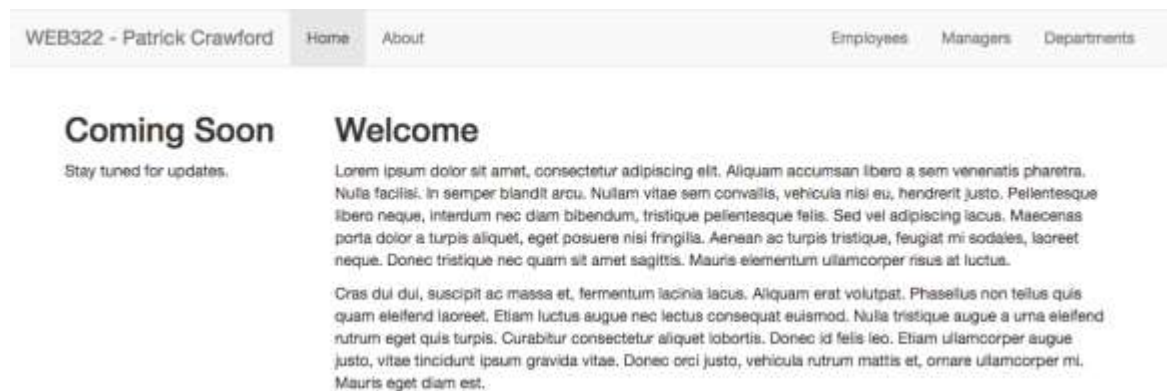 WEB322 - Patrick Crawford Home About Employees Managers Departments
Coming Soon
Stay tuned for updates.
Welcome
Lorem ipsum dolor sit amet, consectetur adipiscing elit. Aliquam accumsan libero a sem venenatis pharetra.
Nulla facilisi. In semper blandit arcu. Nullam vitae sem convallis, vehicula nisi eu, hendrerit justo. Pellentesque
libero neque, interdum nec diam bibendum, tristique pellentesque felis. Sed vel adipiscing lacus. Maecenas
porta dolor a turpis aliquet, eget posuere nisi fringilla. Aenean ac turpis tristique, feugiat mi sodales, laoreet
neque. Donec tristique nec quam sit amet sagittis. Mauris elementum ullamcorper risus at luctus.
Cras dui dui, suscipit ac massa et, fermentum lacinia lacus. Aliquam erat volutpat. Phasellus non tellus quis
quam eleifend laoreet. Etiam luctus augue nec lectus consequat euismod. Nulla tristique augue a urna eleifend
rutrum eget quis turpis. Curabitur consectetur aliquet lobortis. Donec id felis leo. Etiam ullamcorper augue
justo, vitae tincidunt ipsum gravida vitae. Donec orci justo, vehicula rutrum mattis et, ornare ullamcorper mi.
Mauris eget diam est.